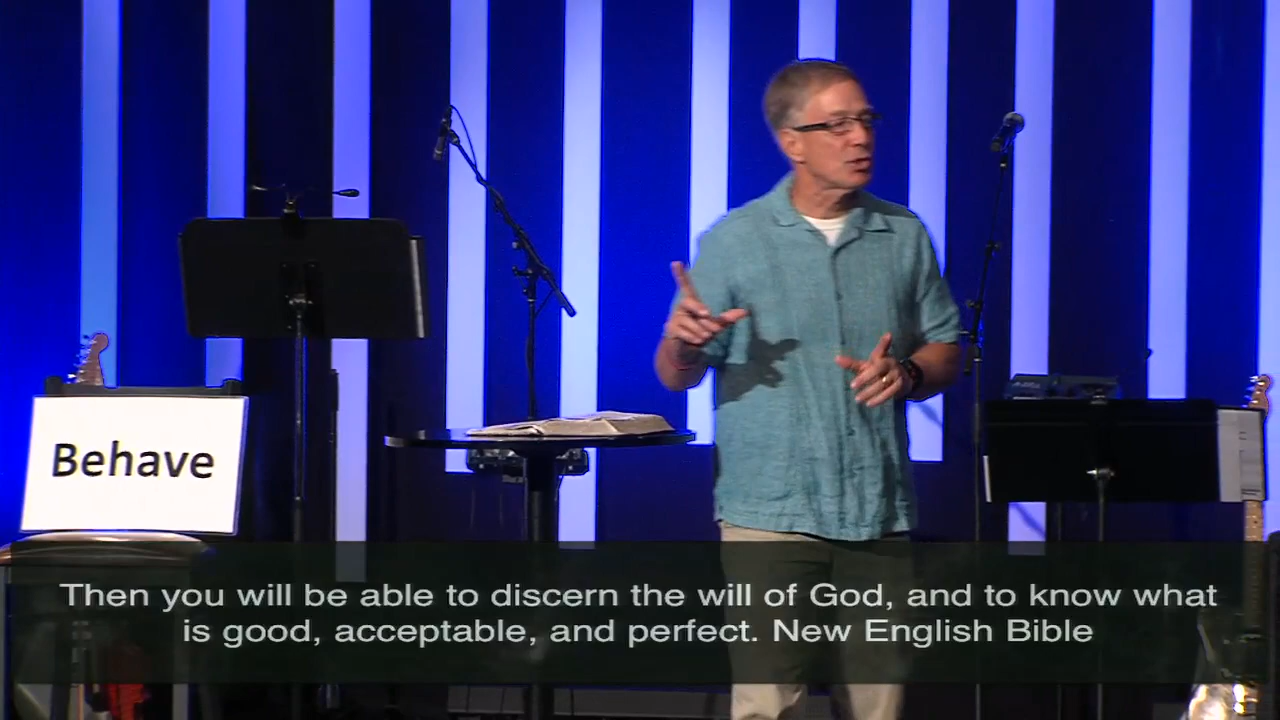 Behave
Then you will be able to discern the will of God, and to know what
is good, acceptable, and perfect. New English Bible